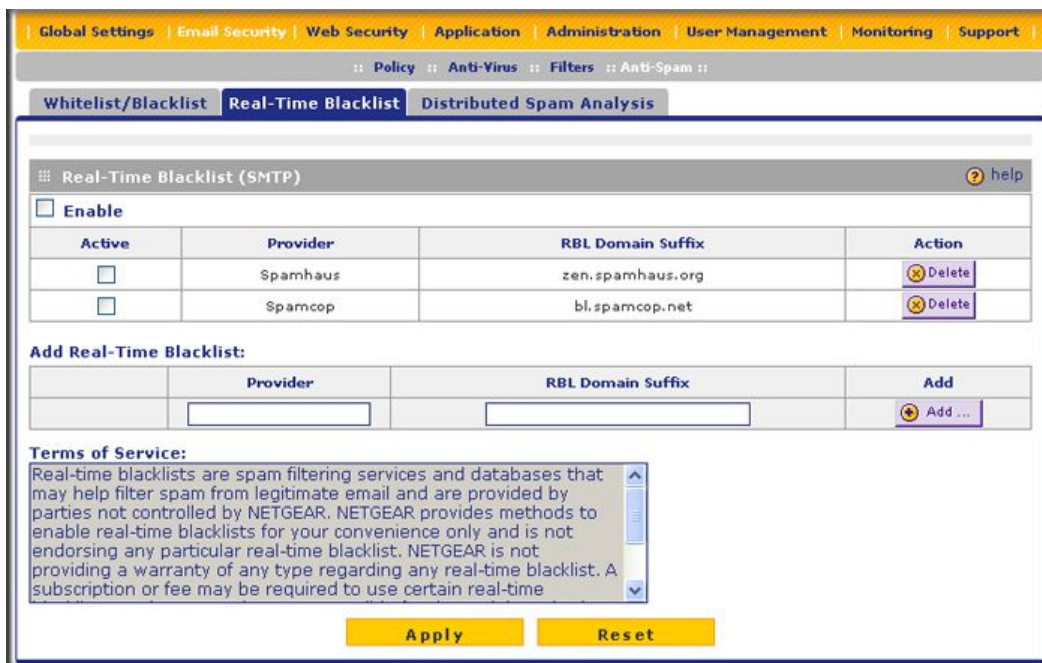 Global Settings | Email Security | Web Security | Application | Administration | User Management | Monitoring | Support
:: Policy :: Anti-Virus :: Filters :: Anti-Spam ::
Whitelist/Blacklist Real-Time Blacklist Distributed Spam Analysis
Real-Time Blacklist (SMTP) help
Enable
Active Provider RBL Domain Suffix Action
Spamhaus zen.spamhaus.org Delete
Spamcop bl.spamcop.net Delete
Add Real-Time Blacklist:
Provider RBL Domain Suffix Add
Add ...
Terms of Service:
Real-time blacklists are spam filtering services and databases that
may help filter spam from legitimate email and are provided by
parties not controlled by NETGEAR. NETGEAR provides methods to
enable real-time blacklists for your convenience only and is not
endorsing any particular real-time blacklist. NETGEAR is not
providing a warranty of any type regarding any real-time blacklist. A
subscription or fee may be required to use certain real-time
Apply Reset